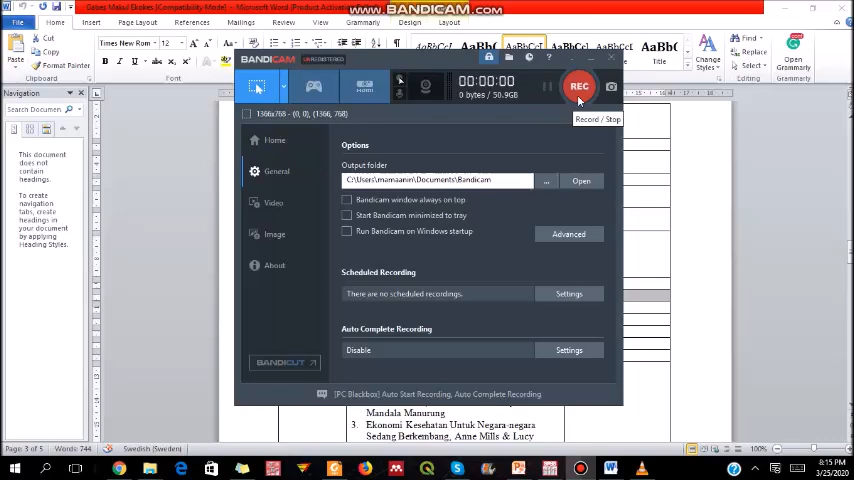 www.BANDICAM.com
Gabes Makul Ekokes [Compatibility Mode] - Microsoft Word (Product Activation
File Home Insert Page Layout References Mailings Review View Grammarly Design Layout
Cut
Copy
Format Painter
Paste
Clipboard
Times New Roman 12
B I U
Title
Change Styles
Find
Replace
Select
Editing
Open Grammarly
Grammarly
Navigation
Search Document
This document does not contain headings.
To create navigation tabs, create headings in your document by applying Heading Styles.
BANDICAM UNREGISTERED
HDMI
00:00:00
0 bytes / 50.9GB
REC
Record / Stop
1366x768 - (0, 0), (1366, 768)
Home
General
Video
Image
About
BANDICUT
Options
Output folder
C:\Users\mamaanin\Documents\Bandicam
... Open
Bandicam window always on top
Start Bandicam minimized to tray
Run Bandicam on Windows startup
Advanced
Scheduled Recording
There are no scheduled recordings.
Settings
Auto Complete Recording
Disable
Settings
[PC Blackbox] Auto Start Recording, Auto Complete Recording
Mandala Manurung
3. Ekonomi Kesehatan Untuk Negara-negara
Sedang Berkembang, Anne Mills & Lucy
Page: 3 of 5 Words: 744 Swedish (Sweden)
100%
8:15 PM
3/25/2020